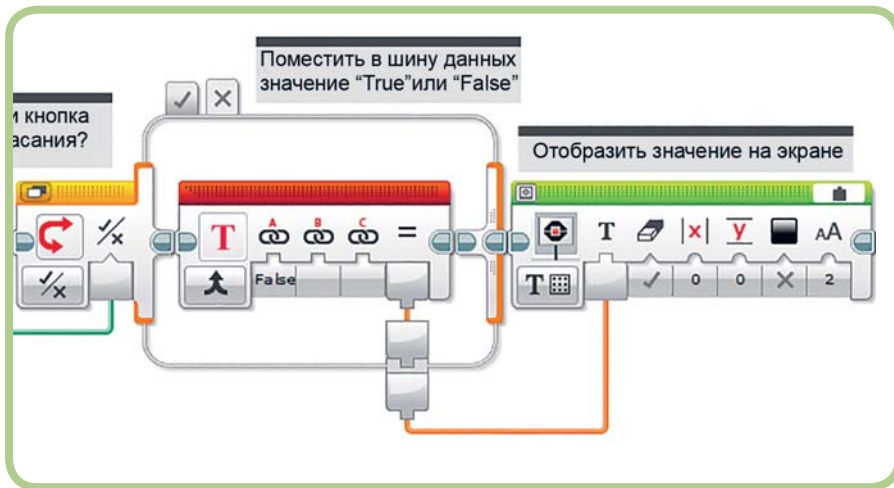 Поместить в шину данных
значение “True”или “False”
и кнопка
асания?
Отобразить значение на экране
T A B C =
False
T |x| y AA
T 0 0 2